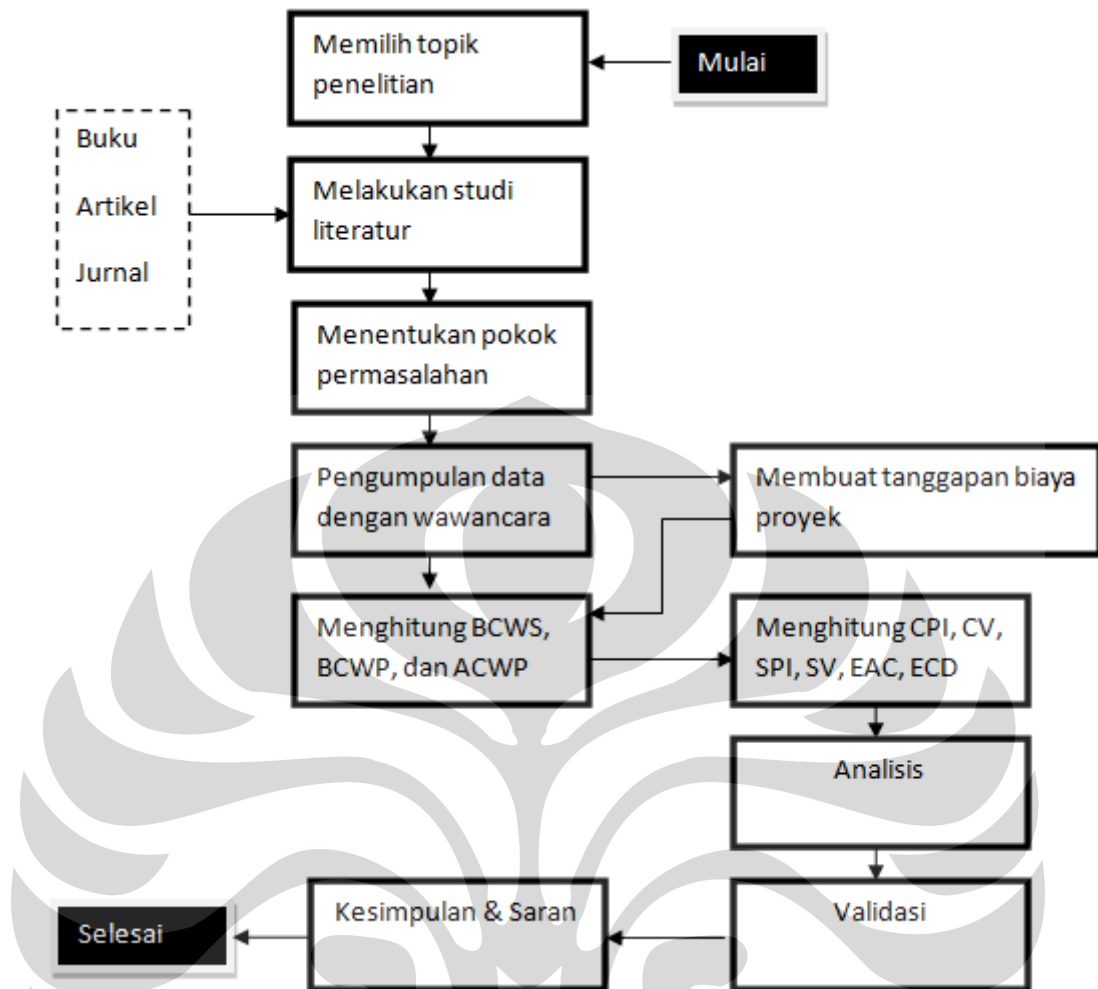 Memilih topik
penelitian
Mulai
Buku
Artikel
Jurnal
Melakukan studi
literatur
Menentukan pokok
permasalahan
Pengumpulan data
dengan wawancara
Membuat tanggapan biaya
proyek
Menghitung BCWS,
BCWP, dan ACWP
Menghitung CPI, CV,
SPI, SV, EAC, ECD
Analisis
Validasi
Kesimpulan & Saran
Selesai